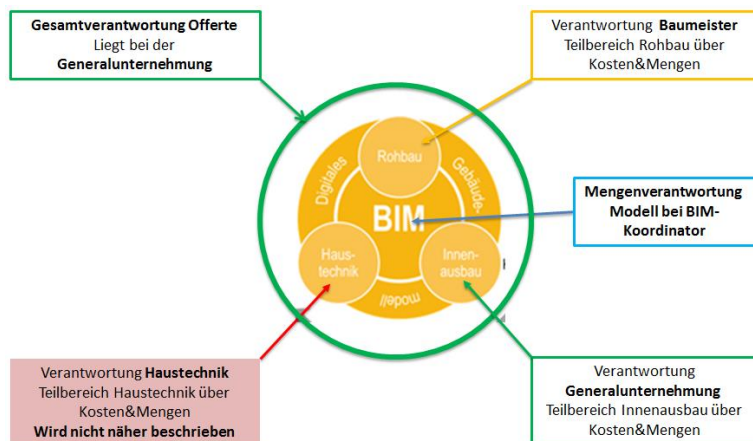 Gesamtverantwortung Offerte
Liegt bei der
Generalunternehmung
Verantwortung Baumeister
Teilbereich Rohbau über
Kosten&Mengen
Rohbau
Digitales
Gebäude-
modell
BIM
Mengenverantwortung
Modell bei BIM-
Koordinator
Haus-
technik
Innen-
ausbau
Verantwortung Haustechnik
Teilbereich Haustechnik über
Kosten&Mengen
Wird nicht näher beschrieben
Verantwortung
Generalunternehmung
Teilbereich Innenausbau über
Kosten&Mengen